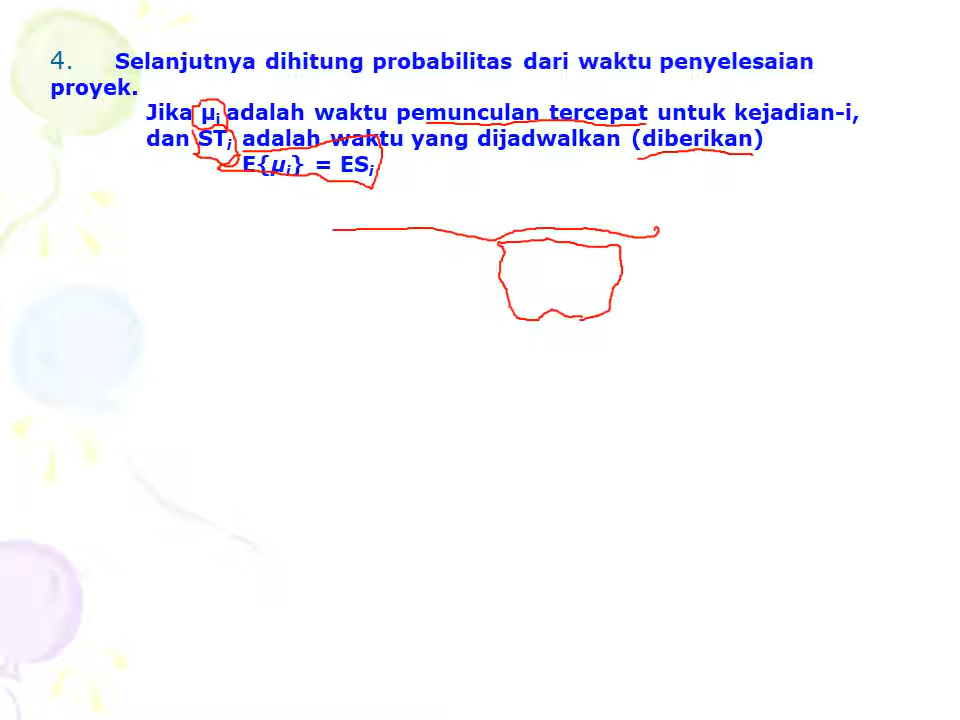 4. Selanjutnya dihitung probabilitas dari waktu penyelesaian
proyek.
Jika μi adalah waktu pemunculan tercepat untuk kejadian-i,
dan STi adalah waktu yang dijadwalkan (diberikan)
E{μi} = ESi